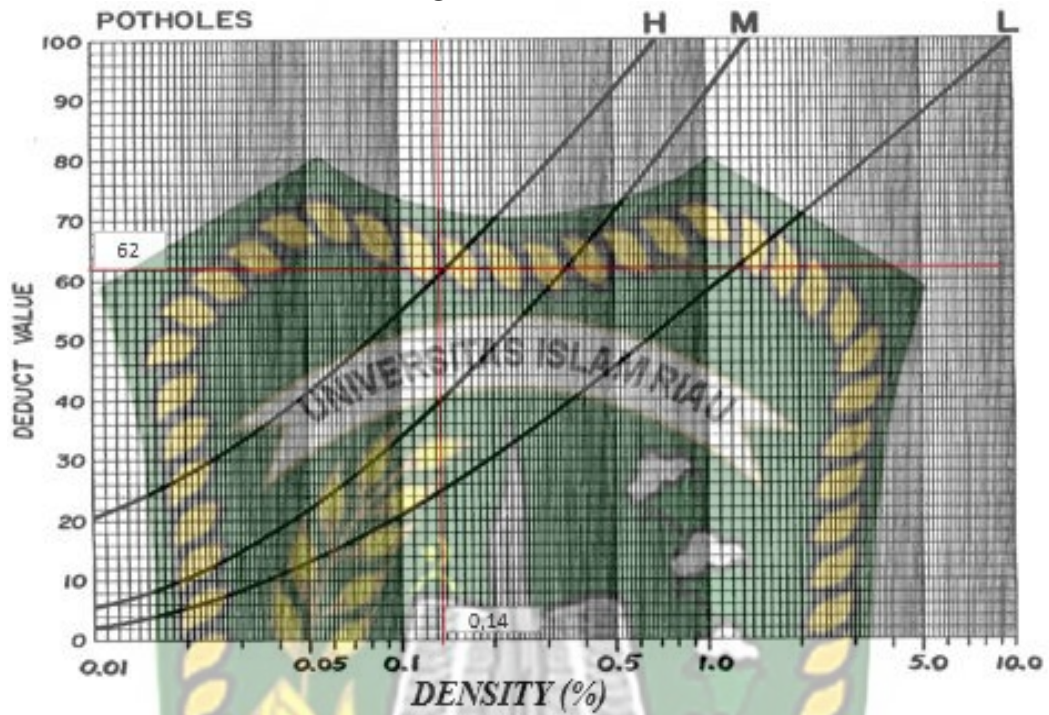 POTHOLES
H M L
100
90
80
70
62
60
50
40
30
20
10
0
DEDUCT VALUE
UNIVERSITAS ISLAM RIAU
0,14
0.01 0.05 0.1 0.5 1.0 5.0 10.0
DENSITY (%)